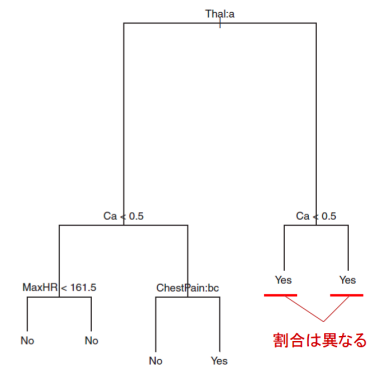 Thal:a
Ca < 0.5
Ca < 0.5
MaxHR < 161.5
ChestPain:bc
Yes
Yes
No
No
No
Yes
割合は異なる